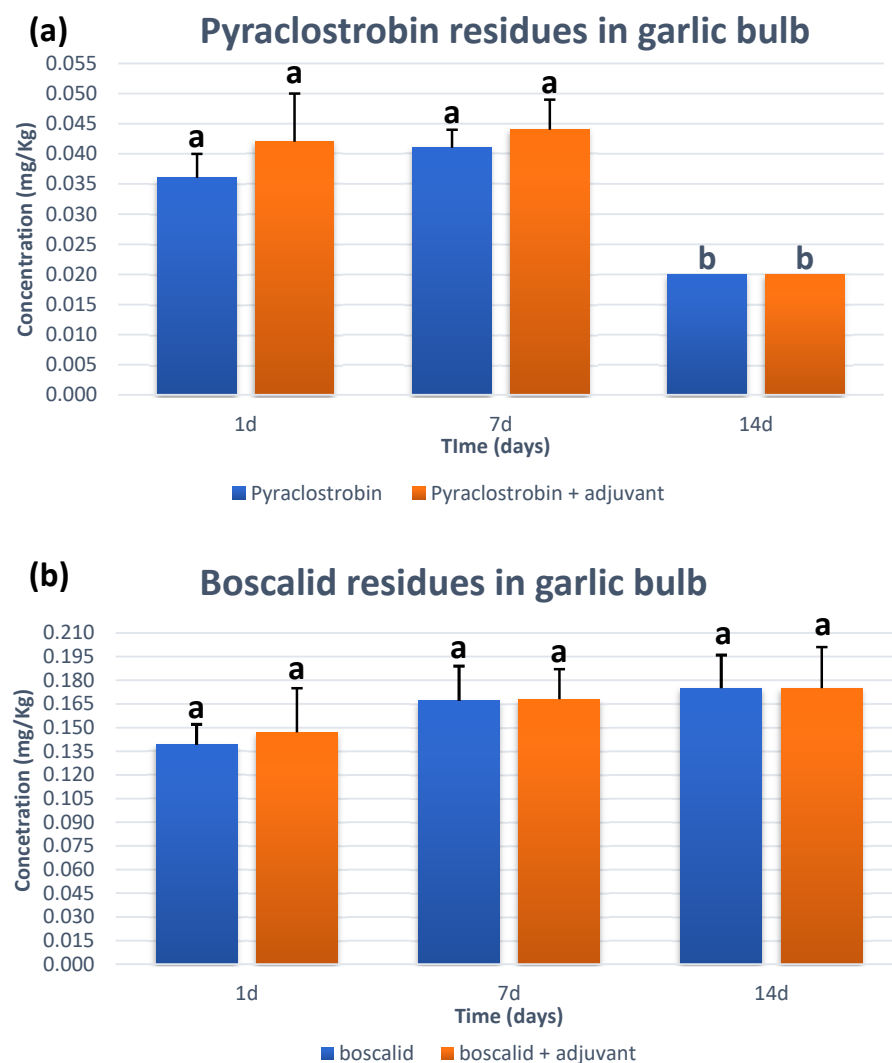 (a) Pyraclostrobin residues in garlic bulb
Concentration (mg/Kg)
0.055
0.050
0.045
0.040
0.035
0.030
0.025
0.020
0.015
0.010
0.005
0.000
a a a a b b
1d 7d 14d
TIme (days)
Pyraclostrobin Pyraclostrobin + adjuvant
(b) Boscalid residues in garlic bulb
Concetration (mg/Kg)
0.210
0.195
0.180
0.165
0.150
0.135
0.120
0.105
0.090
0.075
0.060
0.045
0.030
0.015
0.000
a a a a a a
1d 7d 14d
Time (days)
boscalid boscalid + adjuvant